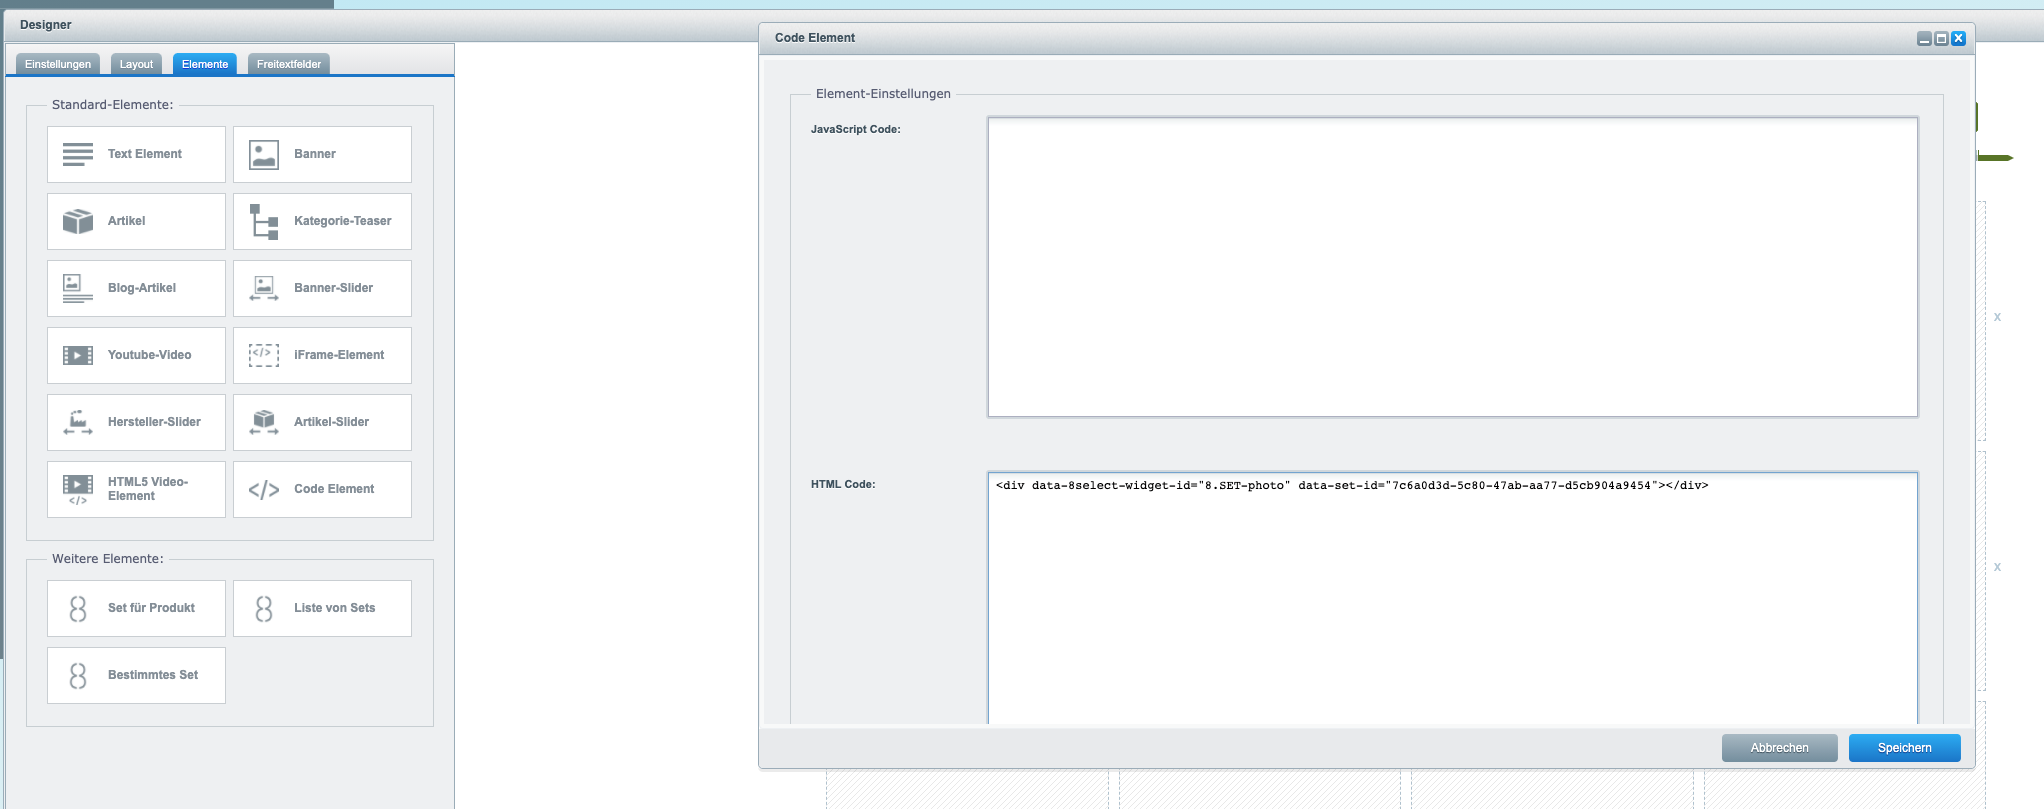 Designer
Einstellungen
Layout
Elemente
Freitextfelder
Standard-Elemente:
Text Element
Banner
Artikel
Kategorie-Teaser
Blog-Artikel
Banner-Slider
Youtube-Video
iFrame-Element
Hersteller-Slider
Artikel-Slider
HTML5 Video-
Element
Code Element
Weitere Elemente:
Set für Produkt
Liste von Sets
Bestimmtes Set
Code Element
Element-Einstellungen
JavaScript Code:
HTML Code:
<div data-8select-widget-id="8.SET-photo" data-set-id="7c6a0d3d-5c80-47ab-aa77-d5cb904a9454"></div>
Abbrechen
Speichern
x
x